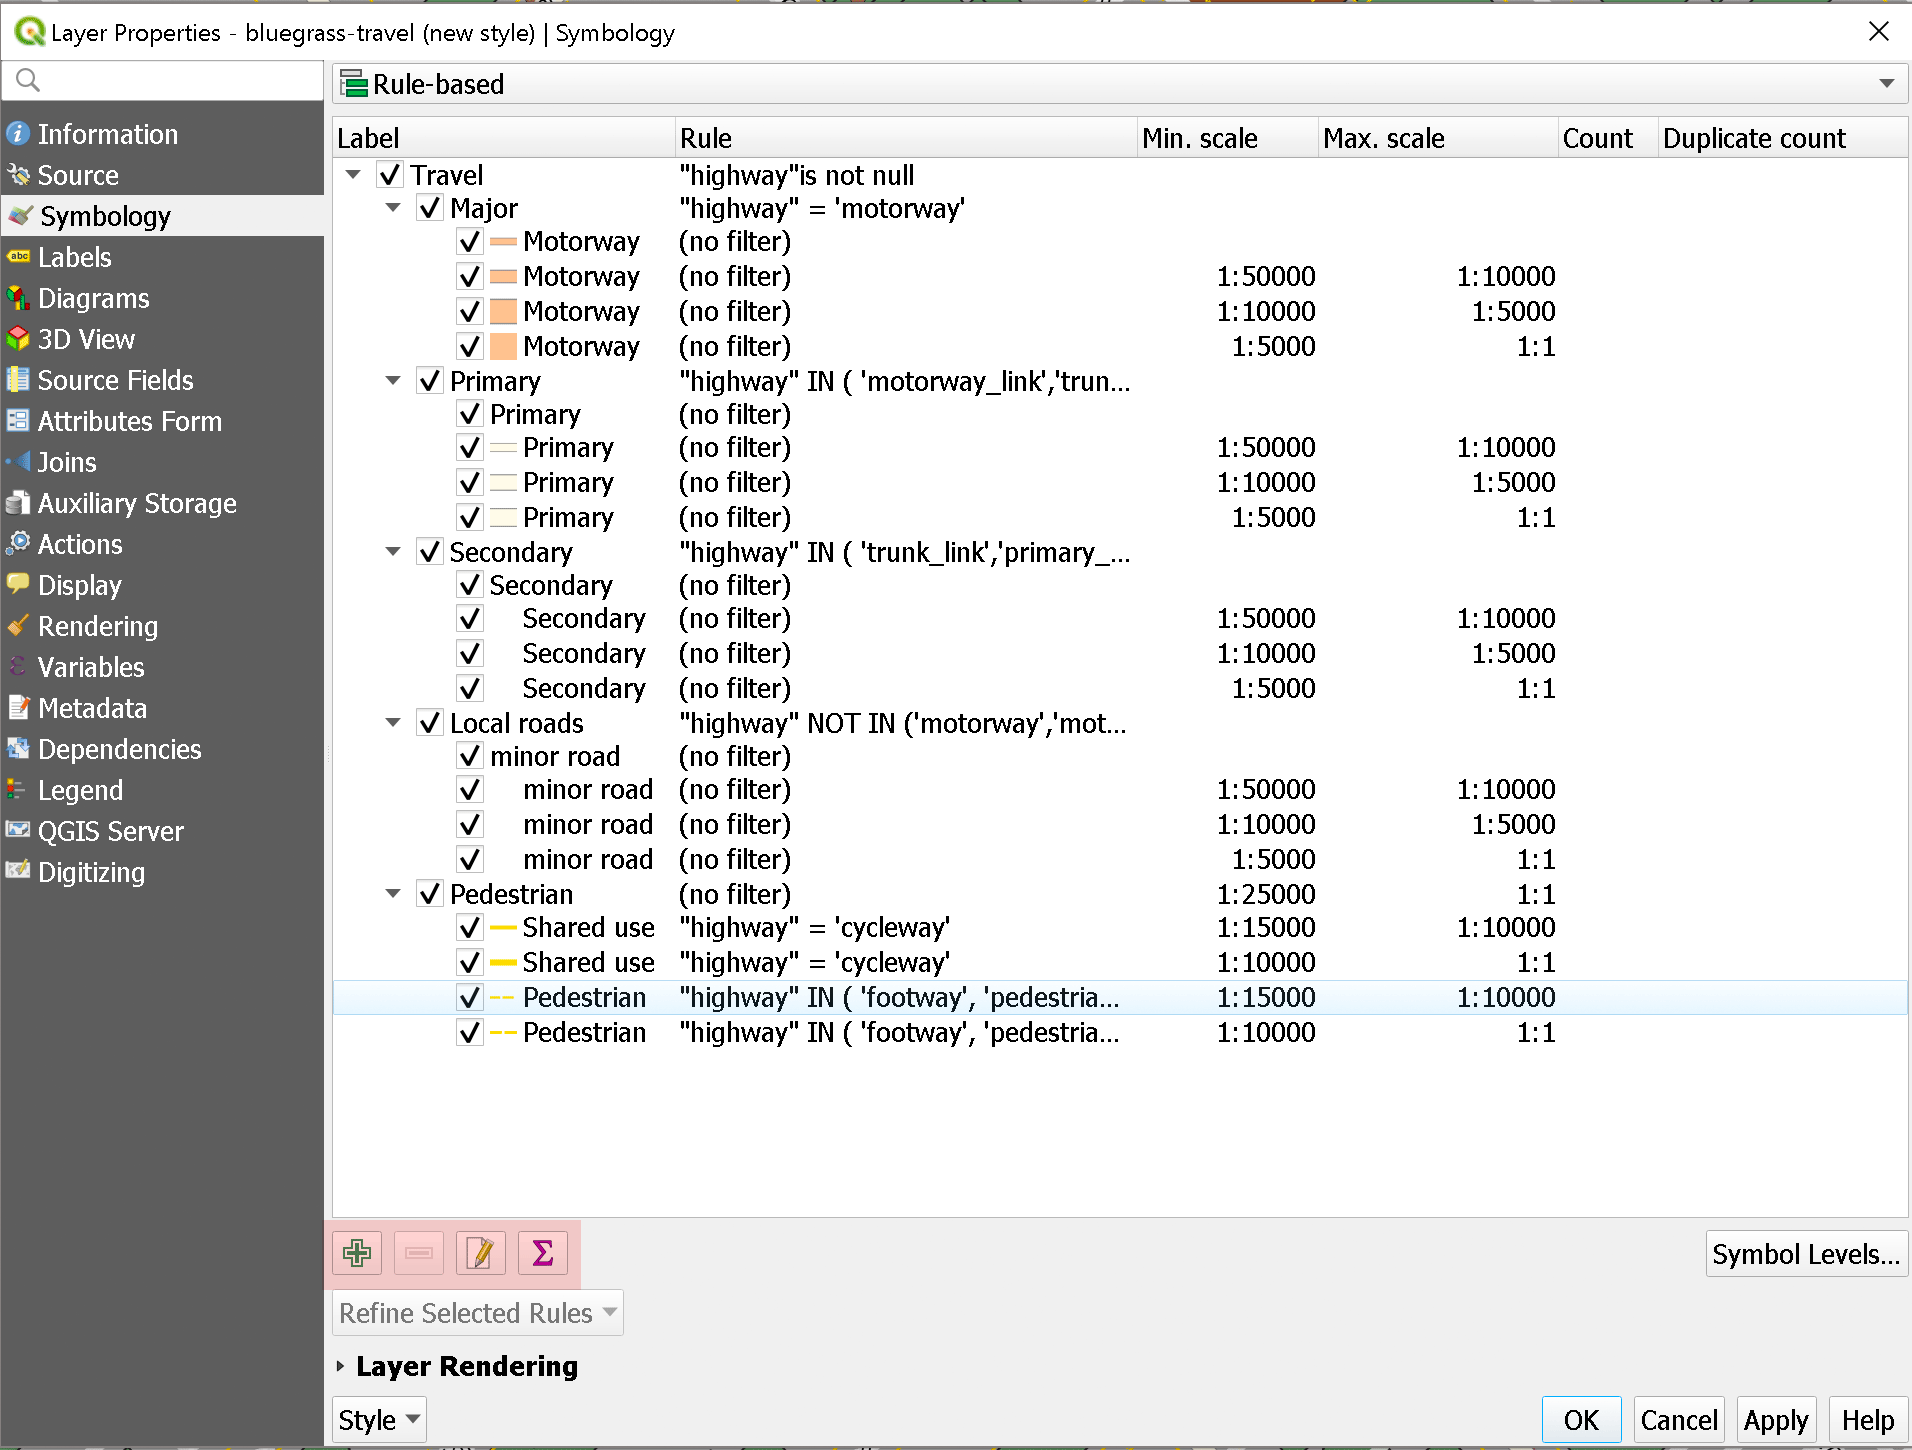 Layer Properties - bluegrass-travel (new style) | Symbology
Rule-based
Information
Source
Symbology
Labels
Diagrams
3D View
Source Fields
Attributes Form
Joins
Auxiliary Storage
Actions
Display
Rendering
Variables
Metadata
Dependencies
Legend
QGIS Server
Digitizing
Label Rule Min. scale Max. scale Count Duplicate count
Travel "highway"is not null
Major "highway" = 'motorway'
Motorway (no filter)
Motorway (no filter) 1:50000 1:10000
Motorway (no filter) 1:10000 1:5000
Motorway (no filter) 1:5000 1:1
Primary "highway" IN ( 'motorway_link','trun...
Primary (no filter)
Primary (no filter) 1:50000 1:10000
Primary (no filter) 1:10000 1:5000
Primary (no filter) 1:5000 1:1
Secondary "highway" IN ( 'trunk_link','primary_...
Secondary (no filter)
Secondary (no filter) 1:50000 1:10000
Secondary (no filter) 1:10000 1:5000
Secondary (no filter) 1:5000 1:1
Local roads "highway" NOT IN ('motorway','mot...
minor road (no filter)
minor road (no filter) 1:50000 1:10000
minor road (no filter) 1:10000 1:5000
minor road (no filter) 1:5000 1:1
Pedestrian (no filter) 1:25000 1:1
Shared use "highway" = 'cycleway' 1:15000 1:10000
Shared use "highway" = 'cycleway' 1:10000 1:1
Pedestrian "highway" IN ( 'footway', 'pedestria... 1:15000 1:10000
Pedestrian "highway" IN ( 'footway', 'pedestria... 1:10000 1:1
Σ
Symbol Levels...
Refine Selected Rules
Layer Rendering
Style
OK Cancel Apply Help